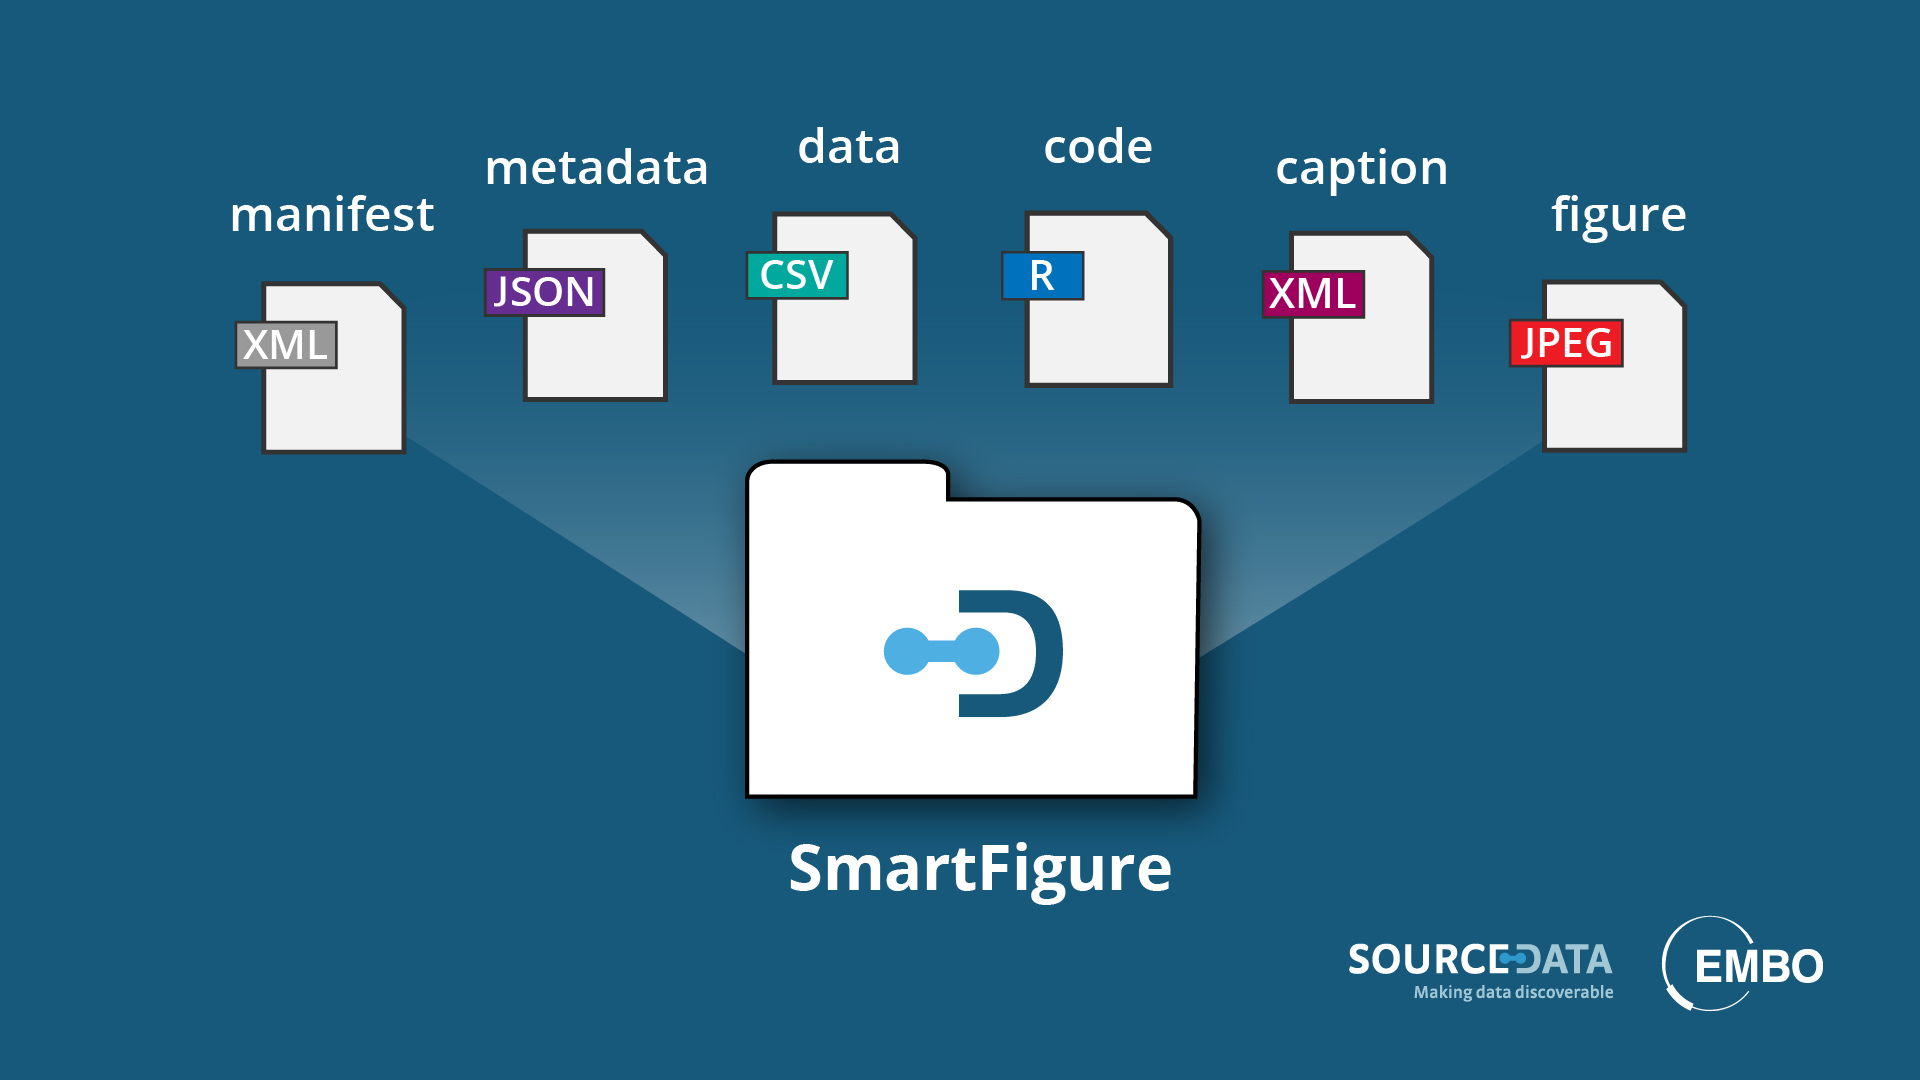 manifest
metadata
data
code
caption
figure
XML
JSON
CSV
R
XML
JPEG
SmartFigure
SOURCEDATA
Making data discoverable
EMBO